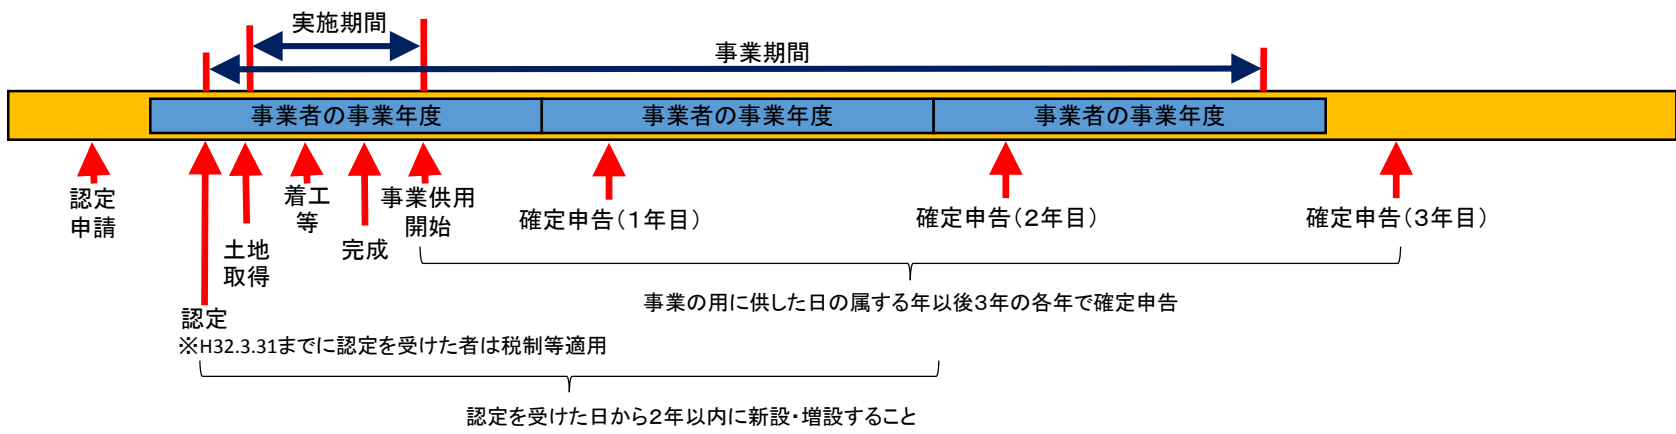 実施期間
事業期間
事業者の事業年度
事業者の事業年度
事業者の事業年度
認定
申請
認定
土地
取得
着工
等
完成
事業供用
開始
確定申告(1年目)
確定申告(2年目)
確定申告(3年目)
事業の用に供した日の属する年以後3年の各年で確定申告
※H32.3.31までに認定を受けた者は税制等適用
認定を受けた日から2年以内に新設・増設すること